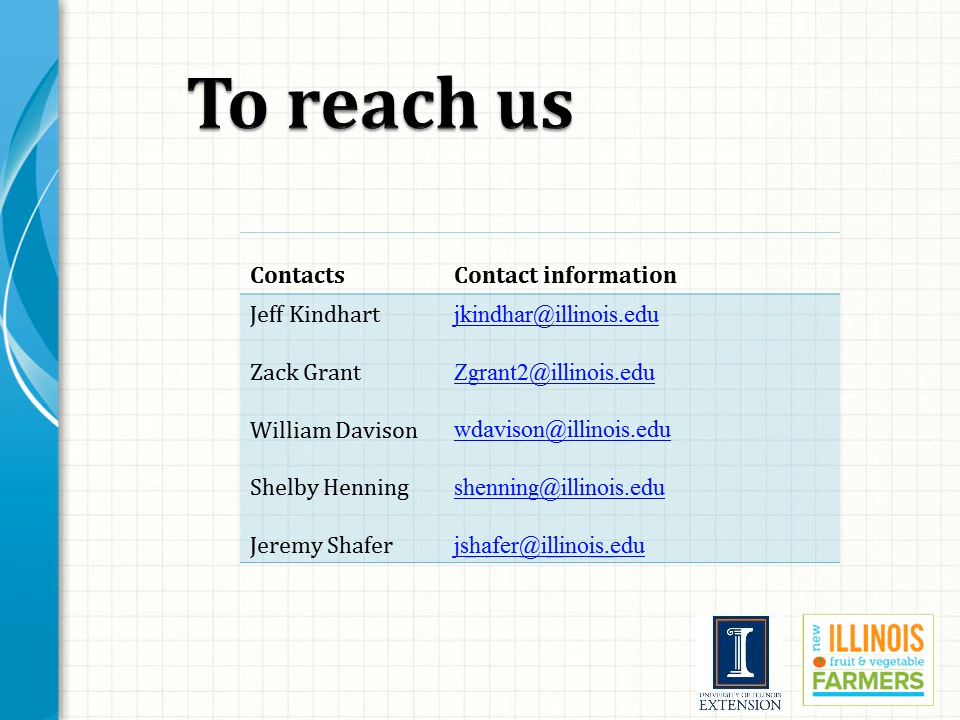 To reach us
Contacts Contact information
Jeff Kindhart jkindhar@illinois.edu
Zack Grant Zgrant2@illinois.edu
William Davison wdavison@illinois.edu
Shelby Henning shenning@illinois.edu
Jeremy Shafer jshafer@illinois.edu
I
UNIVERSITY OF ILLINOIS
EXTENSION
new ILLINOIS
fruit & vegetable
FARMERS